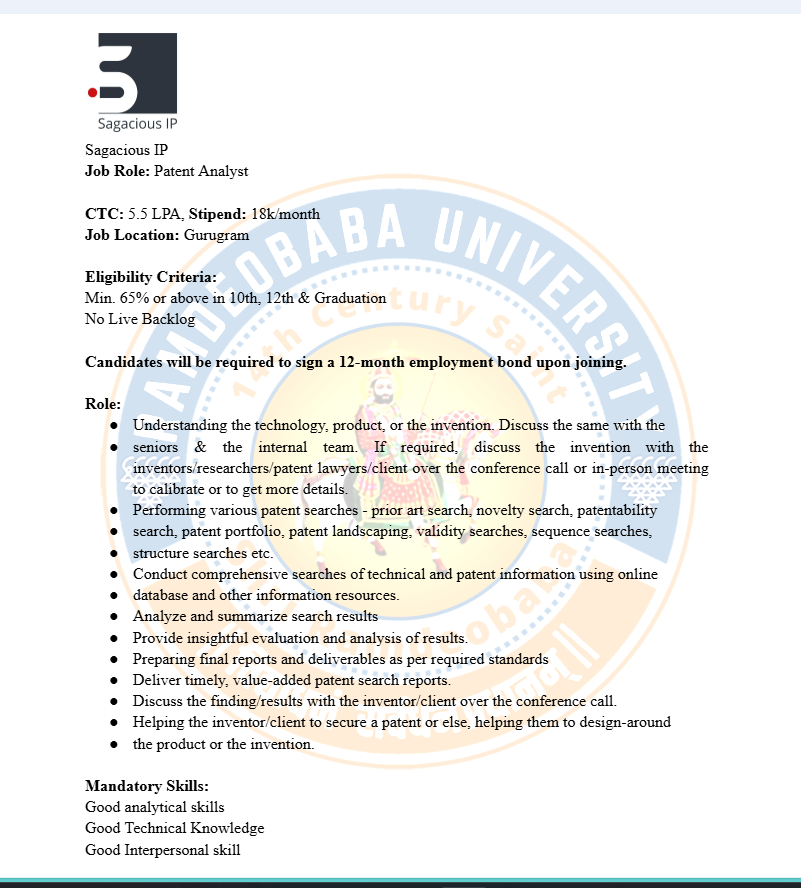 Sagacious IP
Sagacious IP
Job Role: Patent Analyst
CTC: 5.5 LPA, Stipend: 18k/month
Job Location: Gurugram
Eligibility Criteria:
Min. 65% or above in 10th, 12th & Graduation
No Live Backlog
Candidates will be required to sign a 12-month employment bond upon joining.
Role:
● Understanding the technology, product, or the invention. Discuss the same with the
● seniors & the internal team. If required, discuss the invention with the
inventors/researchers/patent lawyers/client over the conference call or in-person meeting
to calibrate or to get more details.
● Performing various patent searches - prior art search, novelty search, patentability
● search, patent portfolio, patent landscaping, validity searches, sequence searches,
● structure searches etc.
● Conduct comprehensive searches of technical and patent information using online
● database and other information resources.
● Analyze and summarize search results
● Provide insightful evaluation and analysis of results.
● Preparing final reports and deliverables as per required standards
● Deliver timely, value-added patent search reports.
● Discuss the finding/results with the inventor/client over the conference call.
● Helping the inventor/client to secure a patent or else, helping them to design-around
● the product or the invention.
Mandatory Skills:
Good analytical skills
Good Technical Knowledge
Good Interpersonal skill
RAMDEOBABA UNIVERSITY
14th Century Saint
Shri Ramdeobaba